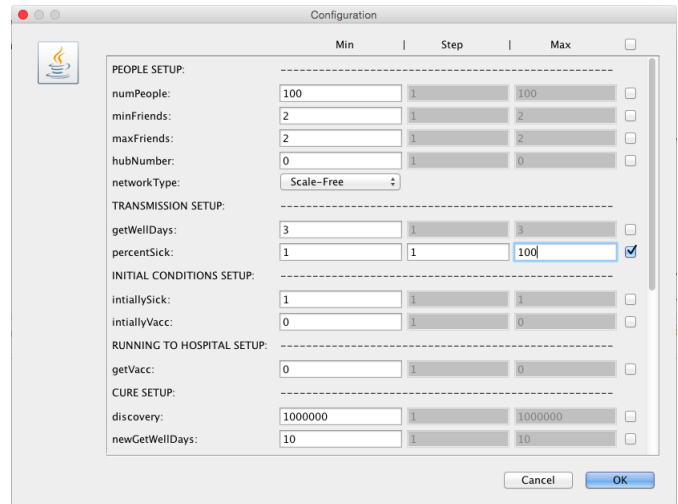 Configuration
Min | Step | Max
PEOPLE SETUP: ------------------------------------------------------
numPeople: 100 1 100
minFriends: 2 1 2
maxFriends: 2 1 2
hubNumber: 0 1 0
networkType: Scale-Free
TRANSMISSION SETUP: ------------------------------------------------------
getWellDays: 3 1 3
percentSick: 1 1 100
INITIAL CONDITIONS SETUP: ------------------------------------------------------
intiallySick: 1 1 1
intiallyVacc: 0 1 0
RUNNING TO HOSPITAL SETUP: ------------------------------------------------------
getVacc: 0 1 0
CURE SETUP: ------------------------------------------------------
discovery: 1000000 1 1000000
newGetWellDays: 10 1 10
Cancel OK